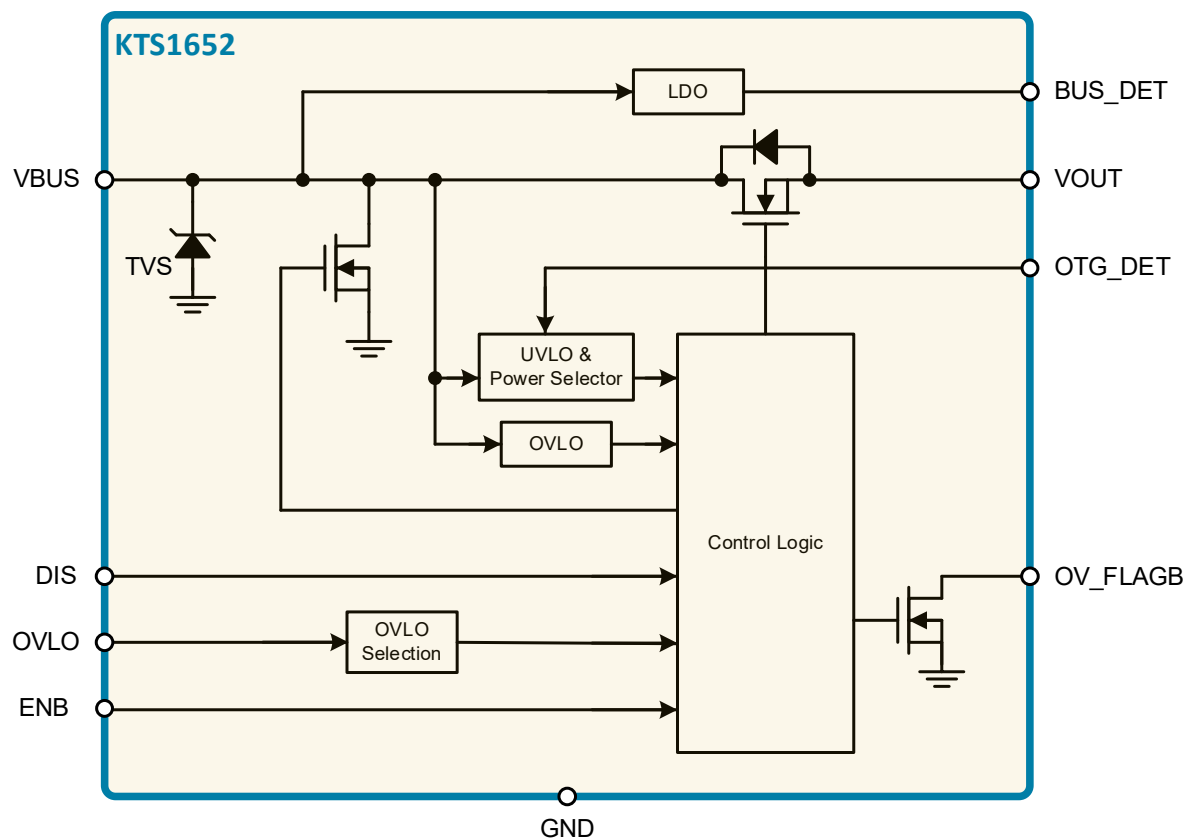 KTS1652
LDO
BUS_DET
VBUS
VOUT
TVS
OTG_DET
UVLO &
Power Selector
OVLO
Control Logic
DIS
OV_FLAGB
OVLO
OVLO
Selection
ENB
GND